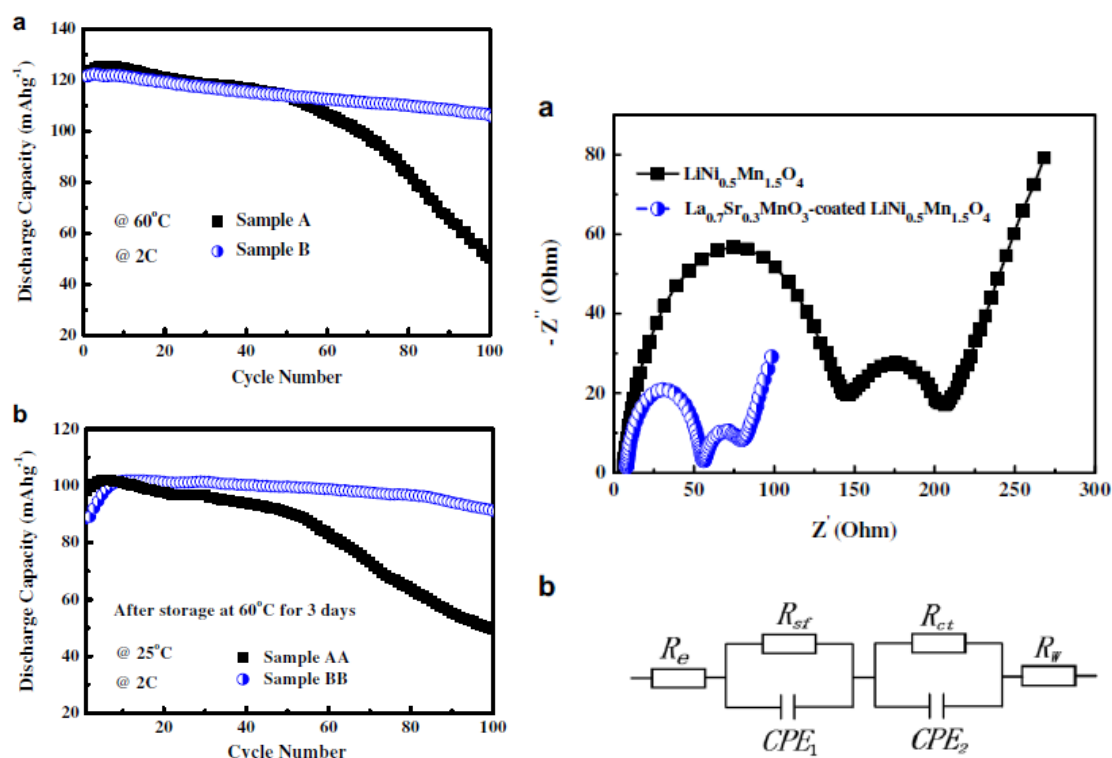 a
Discharge Capacity (mAhg⁻¹)
140
120
100
80
60
40
20
@ 60°C
@ 2C
Sample A
Sample B
0 20 40 60 80 100
Cycle Number
b
Discharge Capacity (mAhg⁻¹)
120
100
80
60
40
20
After storage at 60°C for 3 days
@ 25°C
@ 2C
Sample AA
Sample BB
20 40 60 80 100
Cycle Number
a
- Z'' (Ohm)
80
60
40
20
0
LiNi₀.₅Mn₁.₅O₄
La₀.₇Sr₀.₃MnO₃-coated LiNi₀.₅Mn₁.₅O₄
0 50 100 150 200 250 300
Z' (Ohm)
b
Re
Rsf
CPE₁
Rct
CPE₂
RW